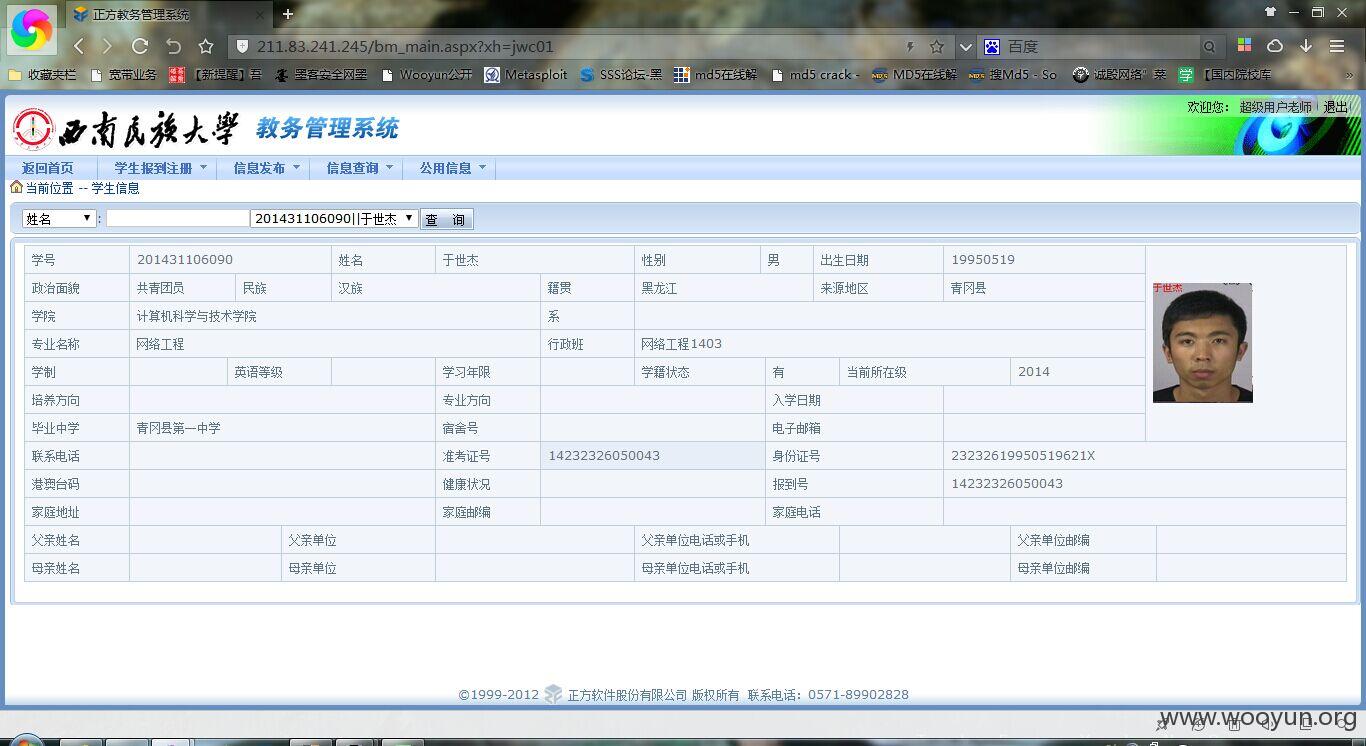 正方教务管理系统
211.83.241.245/bm_main.aspx?xh=jwc01
百度
收藏夹栏 宽带业务 【新提醒】吾 黑客安全网黑 Wooyun公开 Metasploit SSS论坛-黑 md5在线解 md5 crack - MD5在线解 搜Md5 - So 诚殷网络" 菜 【国内院校库 »
西南民族大学 教务管理系统
欢迎您： 超级用户老师 退出
返回首页 学生报到注册 信息发布 信息查询 公用信息
当前位置 -- 学生信息
姓名 : 201431106090||于世杰 查 询
学号 201431106090 姓名 于世杰 性别 男 出生日期 19950519
政治面貌 共青团员 民族 汉族 籍贯 黑龙江 来源地区 青冈县
于世杰
学院 计算机科学与技术学院 系
专业名称 网络工程 行政班 网络工程1403
学制 英语等级 学习年限 学籍状态 有 当前所在级 2014
培养方向 专业方向 入学日期
毕业中学 青冈县第一中学 宿舍号 电子邮箱
联系电话 准考证号 14232326050043 身份证号 23232619950519621X
港澳台码 健康状况 报到号 14232326050043
家庭地址 家庭邮编 家庭电话
父亲姓名 父亲单位 父亲单位电话或手机 父亲单位邮编
母亲姓名 母亲单位 母亲单位电话或手机 母亲单位邮编
©1999-2012 正方软件股份有限公司 版权所有 联系电话：0571-89902828
www.wooyun.org